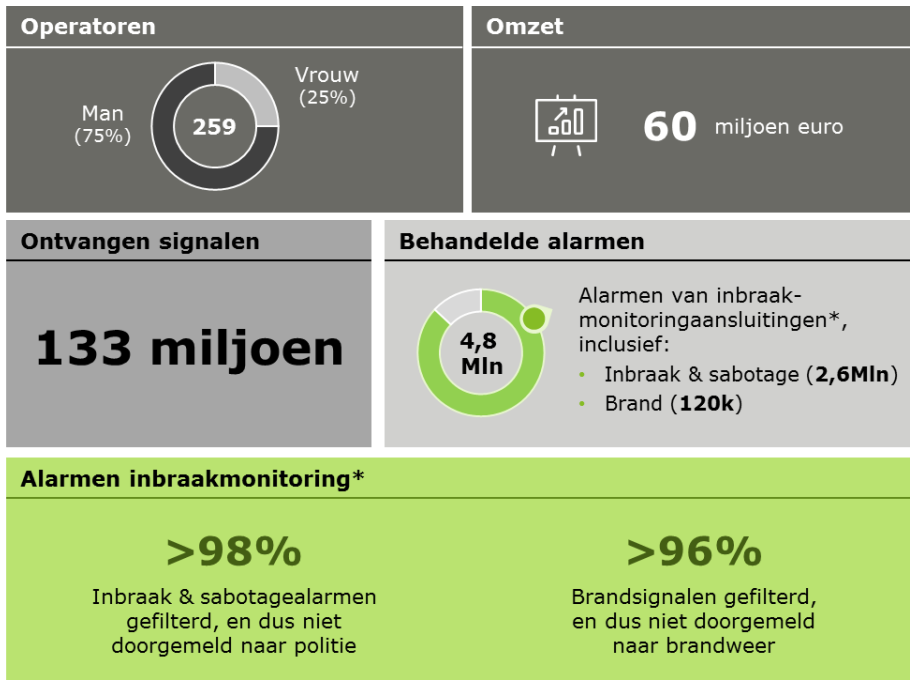 Operatoren
Man
(75%)
259
Vrouw
(25%)
Omzet
60 miljoen euro
Ontvangen signalen
133 miljoen
Behandelde alarmen
4,8
Mln
Alarmen van inbraak-
monitoringaansluitingen*,
inclusief:
• Inbraak & sabotage (2,6Mln)
• Brand (120k)
Alarmen inbraakmonitoring*
>98%
Inbraak & sabotagealarmen
gefilterd, en dus niet
doorgemeld naar politie
>96%
Brandsignalen gefilterd,
en dus niet doorgemeld
naar brandweer